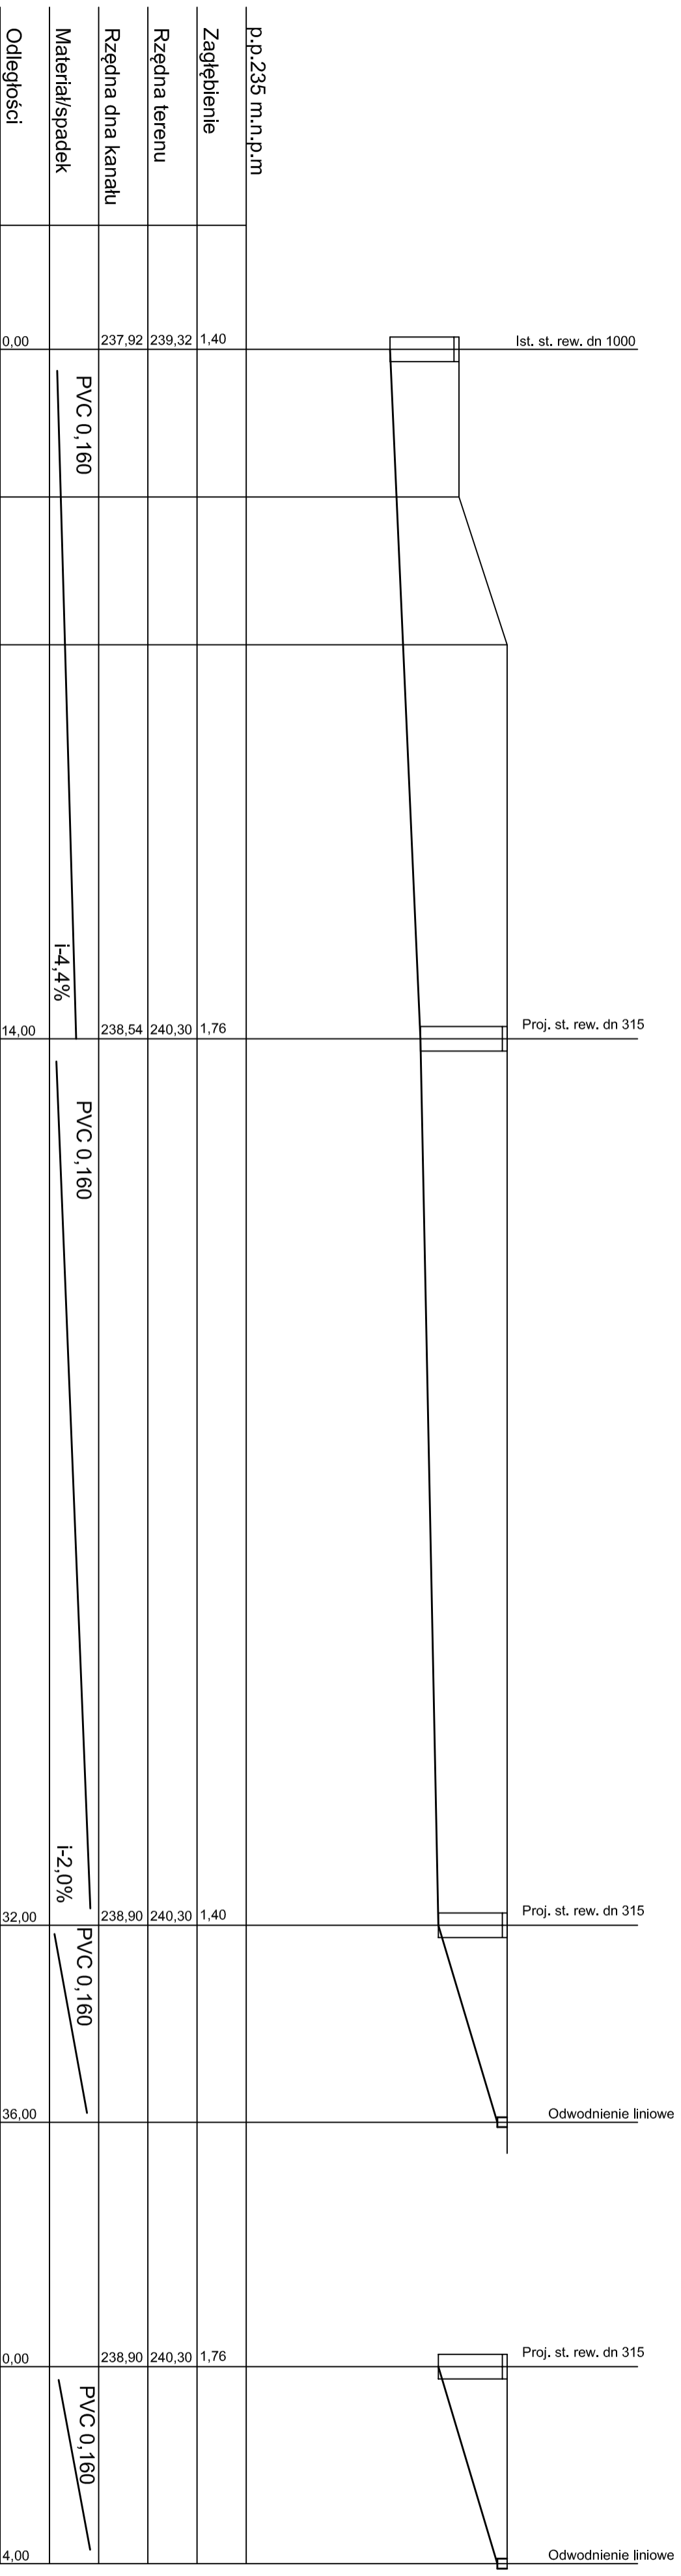 p.p.235 m.n.p.m
Zagłębienie
Rzędna terenu
Rzędna dna kanału
Materiał/spadek
Odległości
0,00
237,92
239,32
1,40
Ist. st. rew. dn 1000
PVC 0,160
i-4,4%
14,00
238,54
240,30
1,76
Proj. st. rew. dn 315
PVC 0,160
i-2,0%
32,00
238,90
240,30
1,40
Proj. st. rew. dn 315
PVC 0,160
36,00
Odwodnienie liniowe
0,00
238,90
240,30
1,76
Proj. st. rew. dn 315
PVC 0,160
4,00
Odwodnienie liniowe